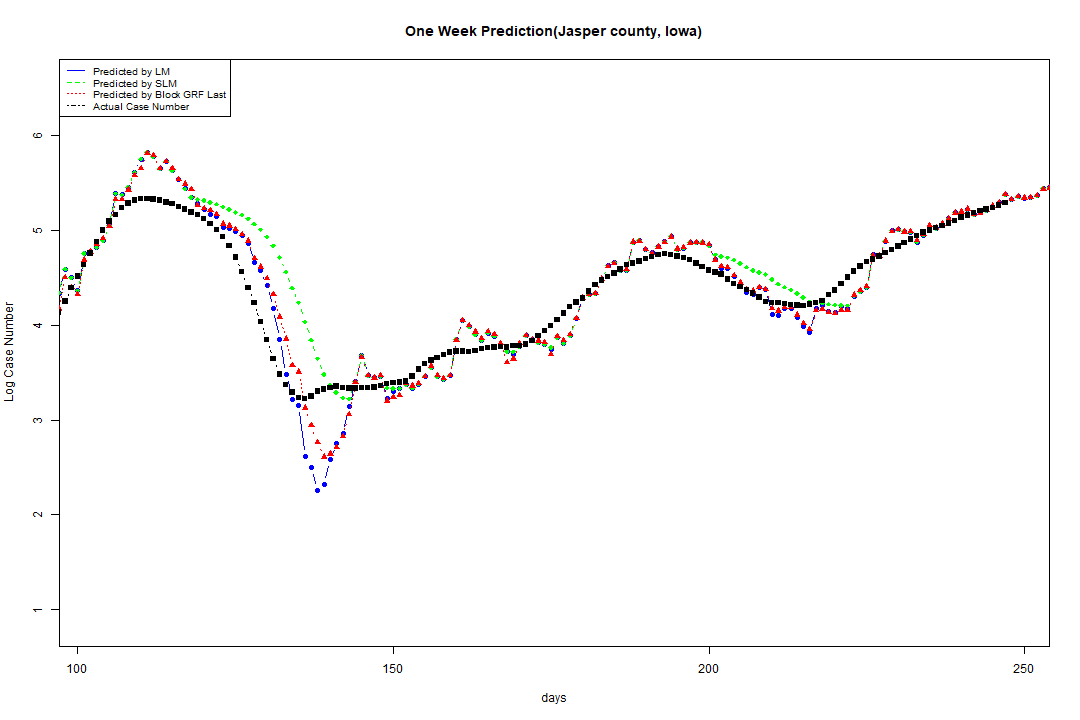 One Week Prediction(Jasper county, Iowa)
Predicted by LM
Predicted by SLM
Predicted by Block GRF Last
Actual Case Number
6
5
4
3
2
1
Log Case Number
100 150 200 250
days